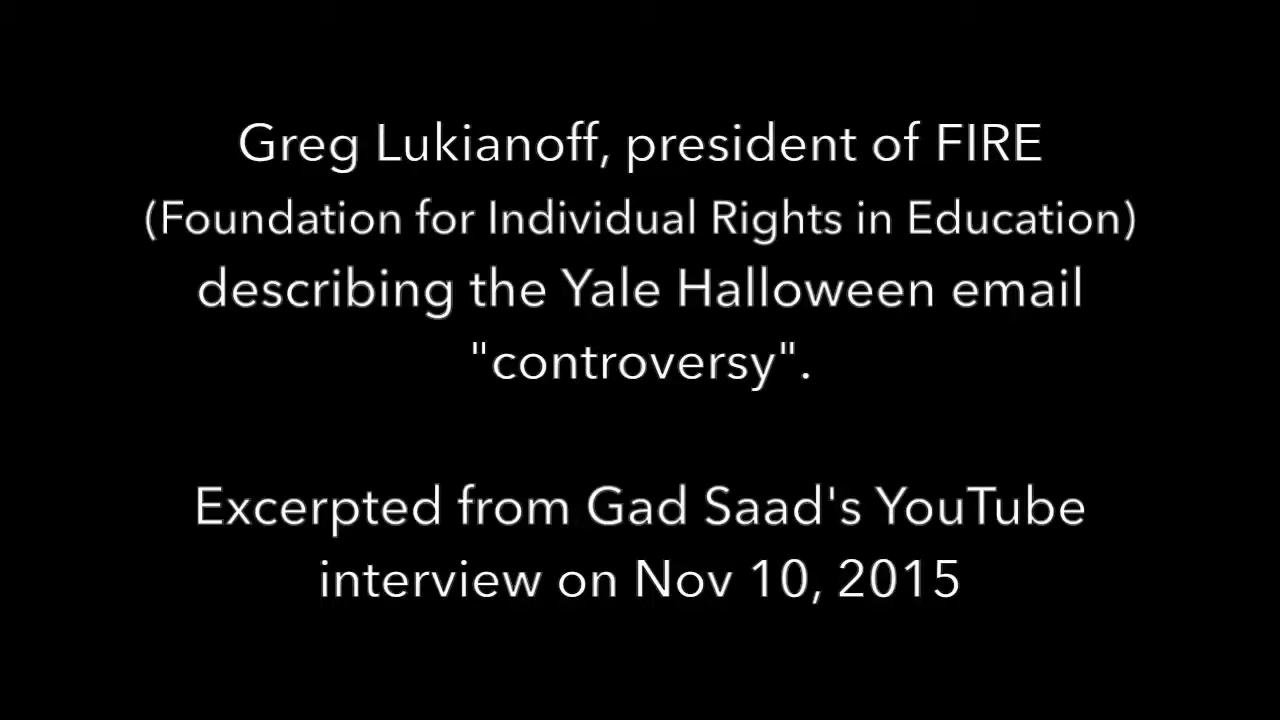 Greg Lukianoff, president of FIRE
(Foundation for Individual Rights in Education)
describing the Yale Halloween email
"controversy".
Excerpted from Gad Saad's YouTube
interview on Nov 10, 2015